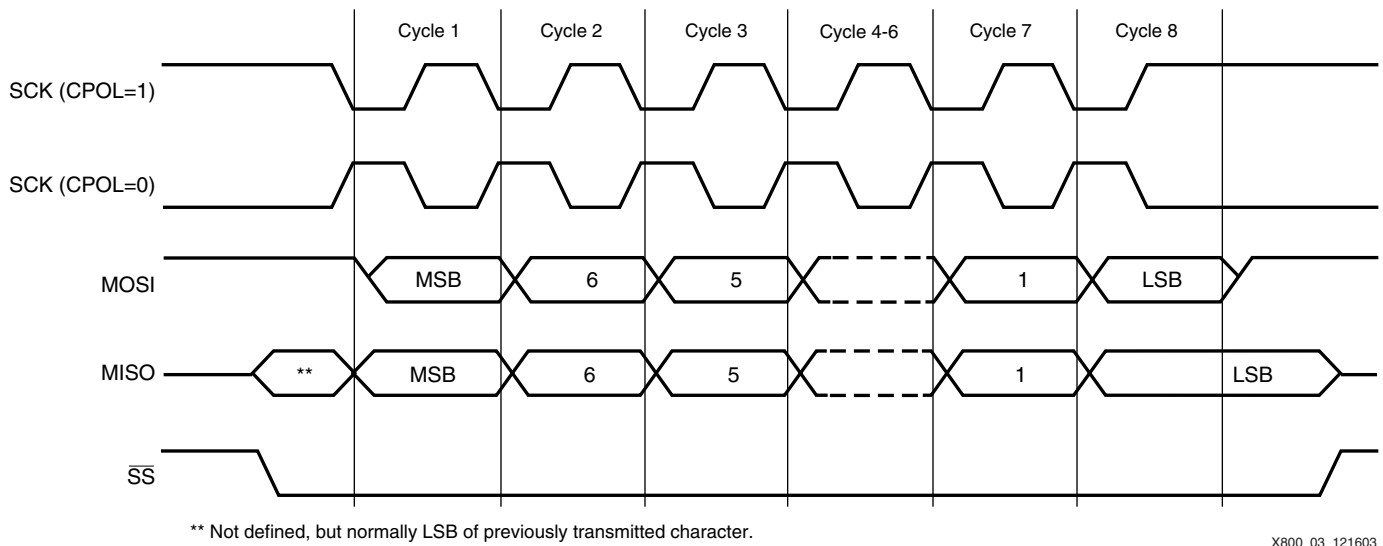 Cycle 1 Cycle 2 Cycle 3 Cycle 4-6 Cycle 7 Cycle 8
SCK (CPOL=1)
SCK (CPOL=0)
MOSI MSB 6 5 1 LSB
MISO ** MSB 6 5 1 LSB
SS
** Not defined, but normally LSB of previously transmitted character.
X800_03_121603